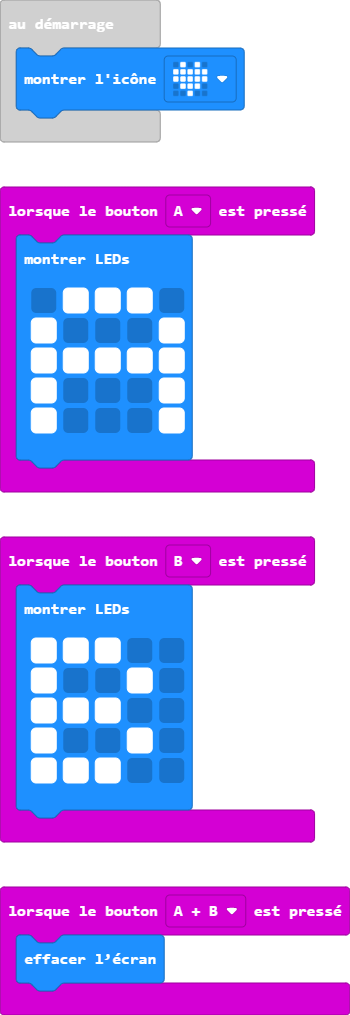 au démarrage
montrer l'icône
lorsque le bouton A est pressé
montrer LEDs
lorsque le bouton B est pressé
montrer LEDs
lorsque le bouton A + B est pressé
effacer l’écran